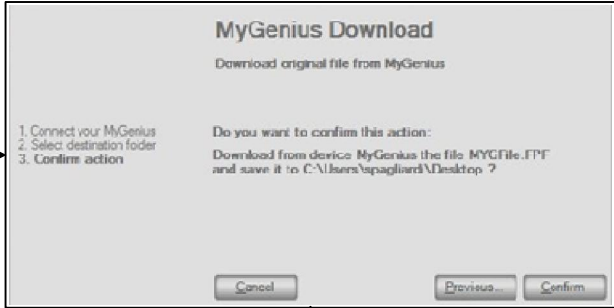 MyGenius Download
Download original file from MyGenius
1. Connect your MyGenius
2. Select destination folder
3. Confirm action
Do you want to confirm this action:
Download from device MyGenius the file MYGFile.FPF
and save it to C:\Users\spagliardi\Desktop ?
Cancel
Previous...
Confirm